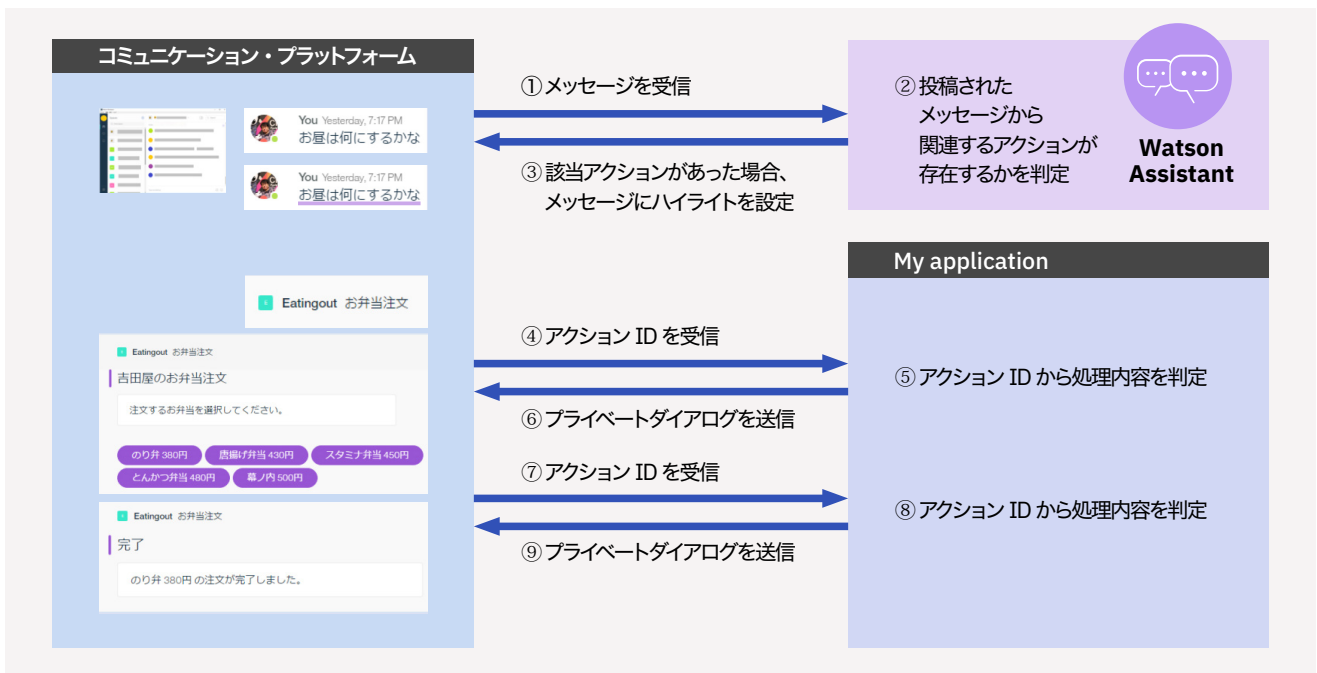 コミュニケーション・プラットフォーム
You Yesterday, 7:17 PM
お昼は何にするかな
You Yesterday, 7:17 PM
お昼は何にするかな
Eatingout お弁当注文
Eatingout お弁当注文
吉田屋のお弁当注文
注文するお弁当を選択してください。
のり弁 380円 唐揚げ弁当 430円 スタミナ弁当 450円
とんかつ弁当 480円 幕ノ内 500円
Eatingout お弁当注文
完了
のり弁 380円 の注文が完了しました。
①メッセージを受信
③該当アクションがあった場合、
メッセージにハイライトを設定
④アクション ID を受信
⑥プライベートダイアログを送信
⑦アクション ID を受信
⑨プライベートダイアログを送信
②投稿された
メッセージから
関連するアクションが
存在するかを判定
Watson
Assistant
My application
⑤アクション ID から処理内容を判定
⑧アクション ID から処理内容を判定